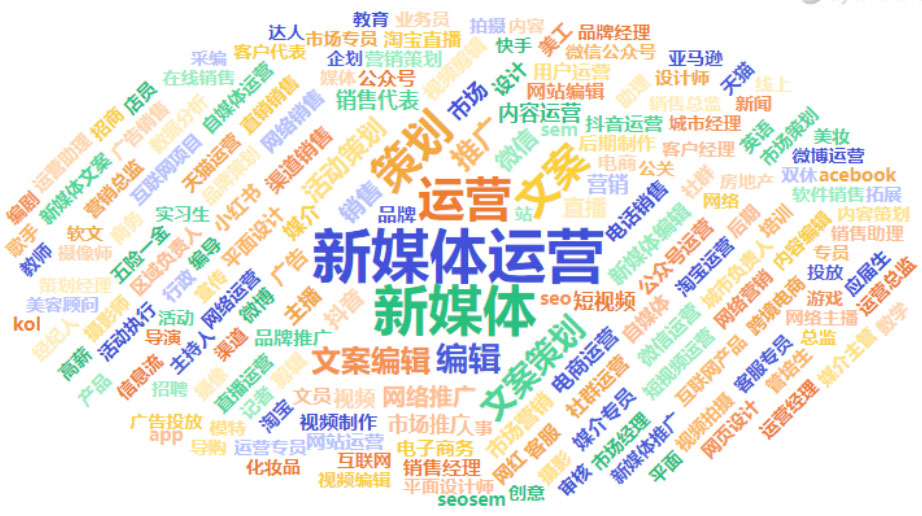 教育
业务员
拍摄
内容
达人
市场专员
淘宝直播
快手
美工
品牌经理
采编
客户代表
企划
营销策划
视频剪辑
微信公众号
亚马逊
在线销售
媒体
公众号
设计
用户运营
助理
设计师
天猫
线上
店员
自媒体运营
直销销售
销售代表
市场
网站编辑
销售总监
新闻
招商
数据分析
网络销售
内容运营
sem
抖音运营
城市经理
英语
市场策划
美妆
运营助理
广告销售
互联网项目
天猫运营
渠道销售
活动策划
策划
推广
微信
文案
后期制作
电商
公关
客户经理
微博运营
编剧
新媒体文案
营销总监
品牌策划
小红书
销售
运营
营销
社群
房地产
双休
acebook
歌手
软文
商务
实习生
媒介
品牌
站
直播
电话销售
网络
软件销售
拓展
教师
摄像师
五险一金
区域负责人
编导
平面设计
新媒体运营
新媒体编辑
公众号运营
后期
培训
内容编辑
内容策划
销售助理
策划经理
行政
宣传
广告
淘宝运营
城市负责人
专员
美容顾问
摄影师
网络运营
微博
主播
抖音
新媒体
seo
短视频
自媒体
网络营销
跨境电商
投放
应届生
kol
经纪人
活动执行
活动
导演
主持人
渠道
品牌推广
微信运营
游戏
网络主播
运营总监
高薪
信息流
文案编辑
编辑
文案策划
电商运营
短视频运营
互联网产品
客服专员
总监
数学
产品
招聘
摄像
直播运营
剪辑
社群运营
管培生
媒介主管
记者
文员
视频
网络推广
市场营销
媒介专员
视频拍摄
网页设计
运营经理
广告投放
app
模特
淘宝
视频制作
市场推广
人事
客服
市场经理
新媒体推广
导购
运营专员
网站运营
电子商务
网红
摄影
审核
平面
化妆品
互联网
销售经理
视频编辑
平面设计师
创意
seosem